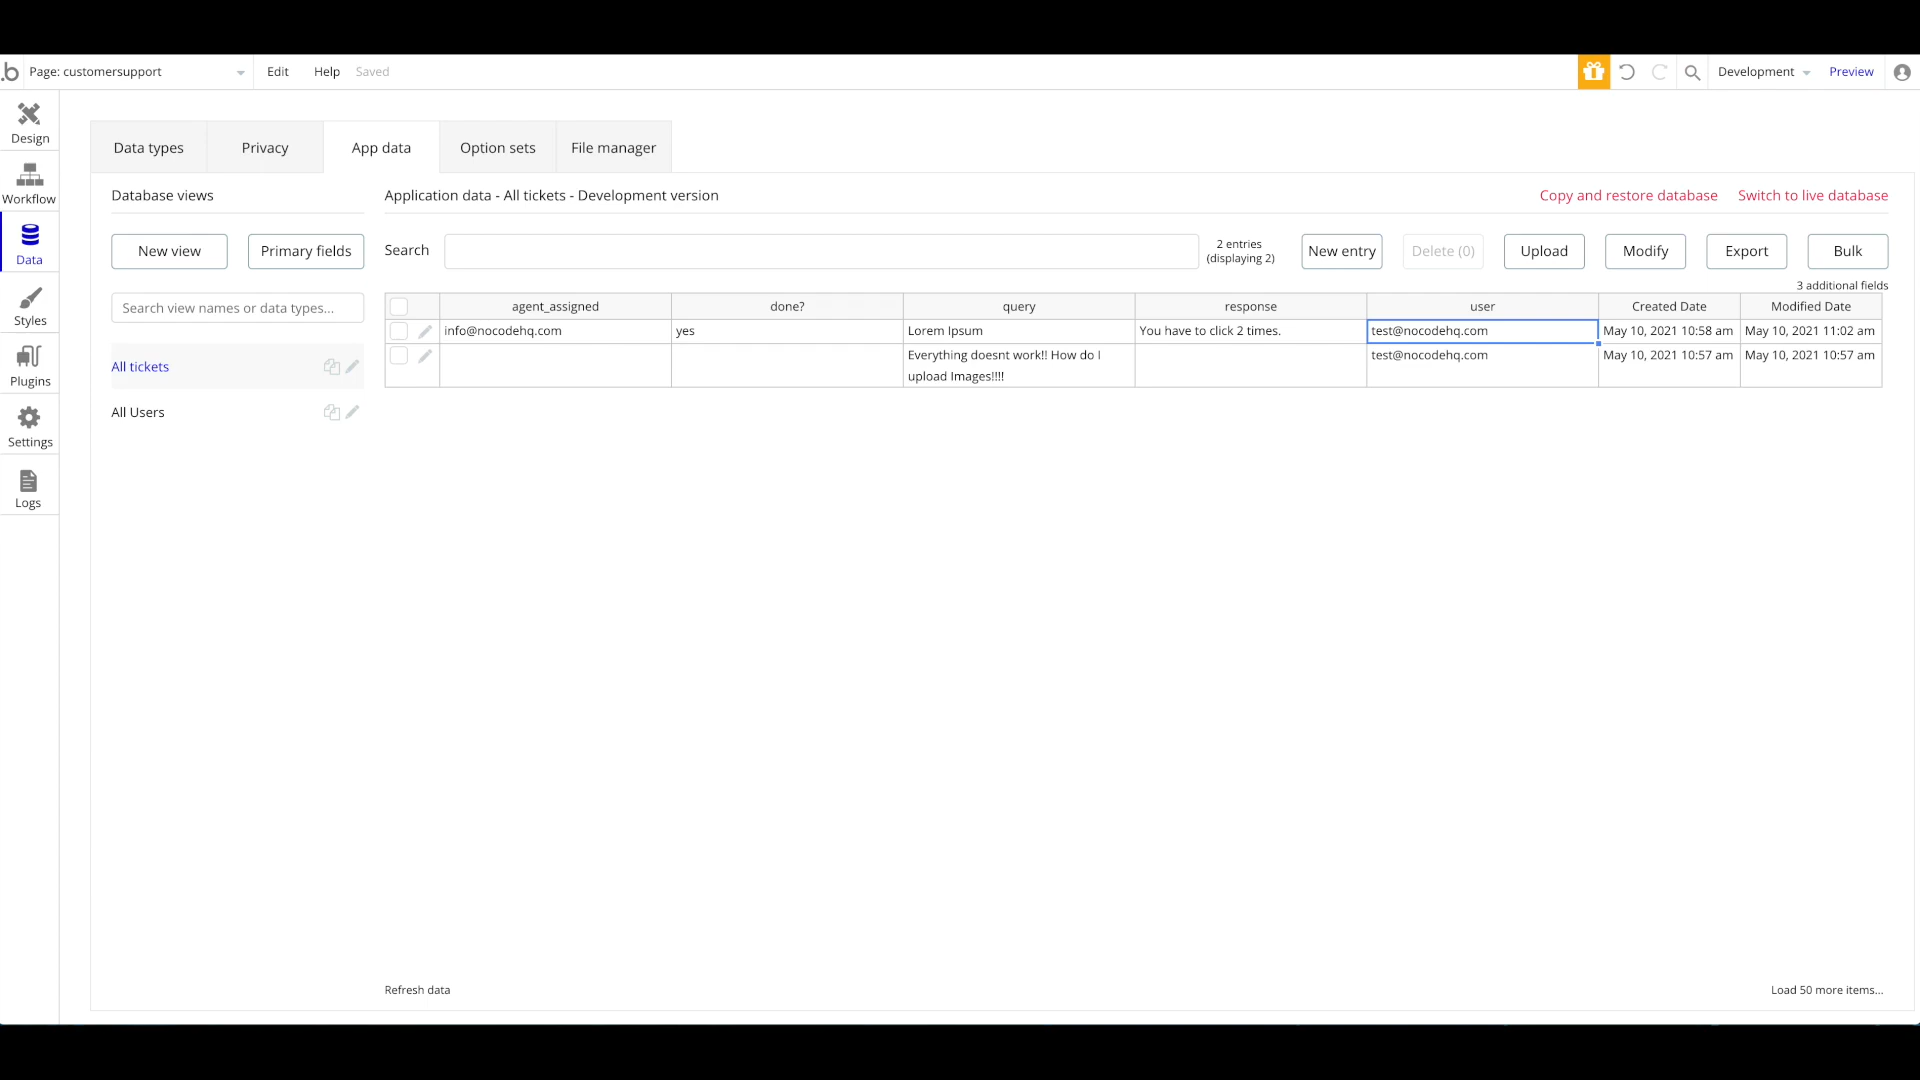 .b Page: customersupport Edit Help Saved Development Preview
Design
Workflow
Data
Styles
Plugins
Settings
Logs
Data types Privacy App data Option sets File manager
Database views
New view Primary fields
Search view names or data types...
All tickets
All Users
Application data - All tickets - Development version Copy and restore database Switch to live database
Search 2 entries
(displaying 2)
New entry Delete (0) Upload Modify Export Bulk
3 additional fields
agent_assigned done? query response user Created Date Modified Date
info@nocodehq.com yes Lorem Ipsum You have to click 2 times. test@nocodehq.com May 10, 2021 10:58 am May 10, 2021 11:02 am
Everything doesnt work!! How do I test@nocodehq.com May 10, 2021 10:57 am May 10, 2021 10:57 am
upload Images!!!!
Refresh data Load 50 more items...